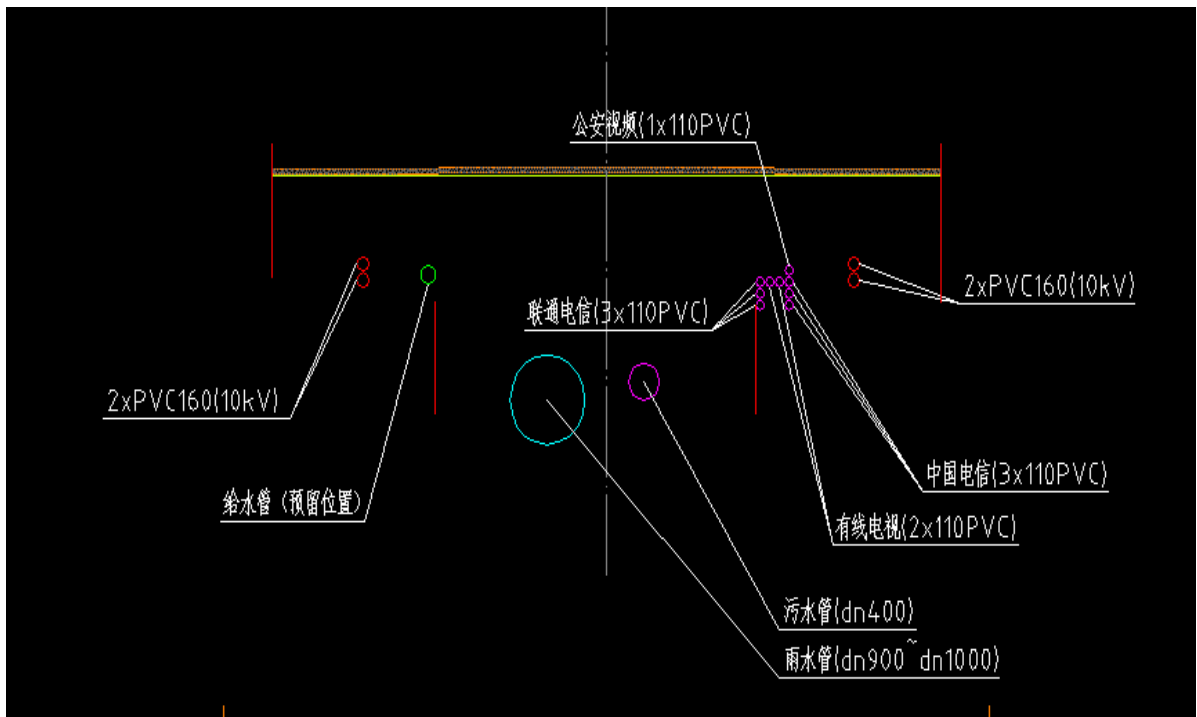 公安视频(1x110PVC)
2xPVC160(10kV)
联通电信(3x110PVC)
2xPVC160(10kV)
中国电信(3x110PVC)
给水管（预留位置）
有线电视(2x110PVC)
污水管(dn400)
雨水管(dn900~dn1000)